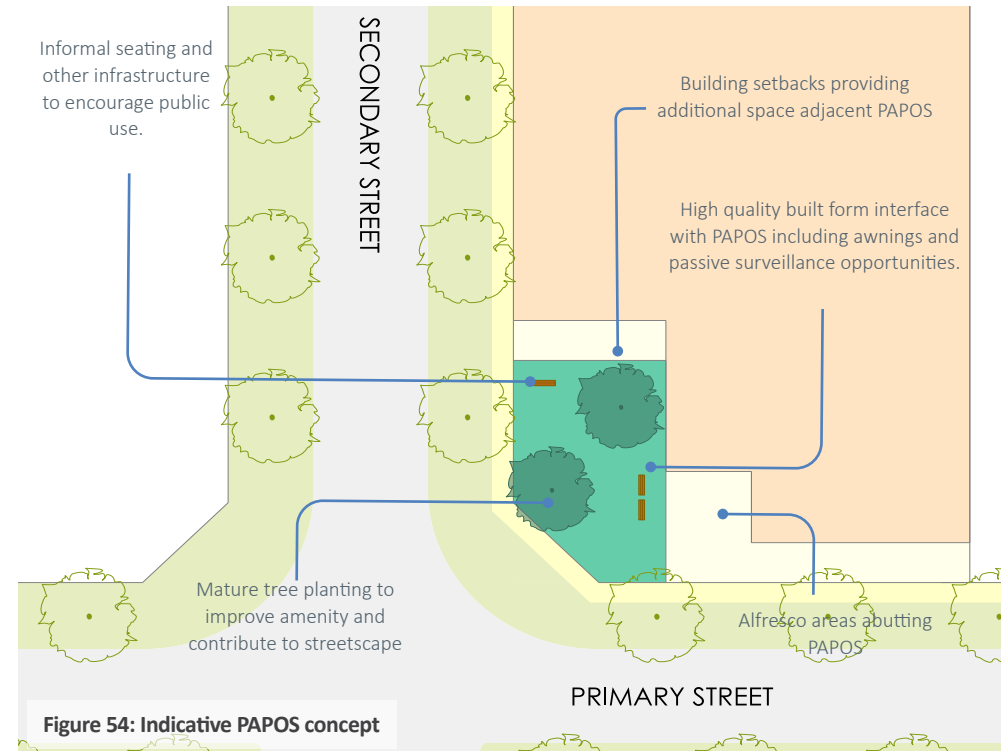 Informal seating and
other infrastructure
to encourage public
use.
SECONDARY STREET
Building setbacks providing
additional space adjacent PAPOS
High quality built form interface
with PAPOS including awnings and
passive surveillance opportunities.
Mature tree planting to
improve amenity and
contribute to streetscape
Alfresco areas abutting
PAPOS
PRIMARY STREET
Figure 54: Indicative PAPOS concept